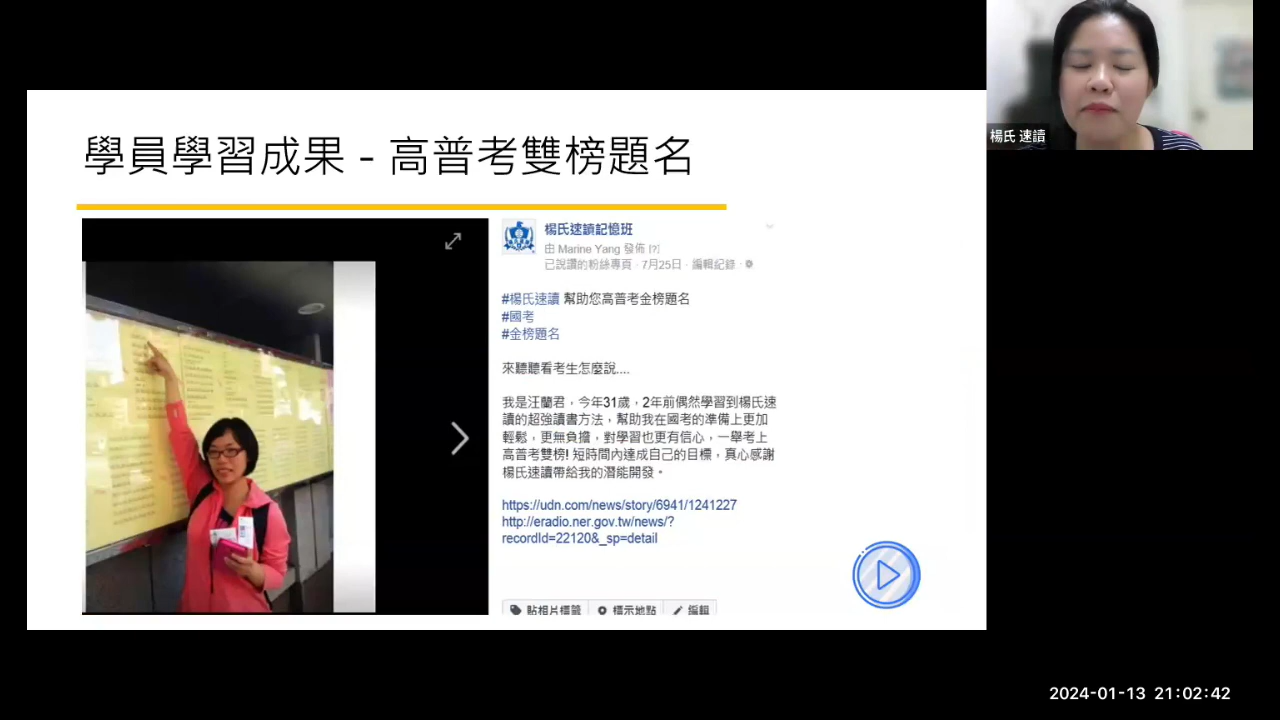 學員學習成果 - 高普考雙榜題名
楊氏 速讀
楊氏速讀記憶班
由 Marine Yang 發佈 [?]
已說讚的粉絲專頁 · 7月25日 · 編輯記錄 ·
#楊氏速讀 幫助您高普考金榜題名
#國考
#金榜題名
來聽聽看考生怎麼說....
我是汪蘭君，今年31歲，2年前偶然學習到楊氏速
讀的超強讀書方法，幫助我在國考的準備上更加
輕鬆，更無負擔，對學習也更有信心，一舉考上
高普考雙榜! 短時間內達成自己的目標，真心感謝
楊氏速讀帶給我的潛能開發。
https://udn.com/news/story/6941/1241227
http://eradio.ner.gov.tw/news/?
recordId=22120&_sp=detail
貼相片標籤 標示地點 編輯
2024-01-13 21:02:42